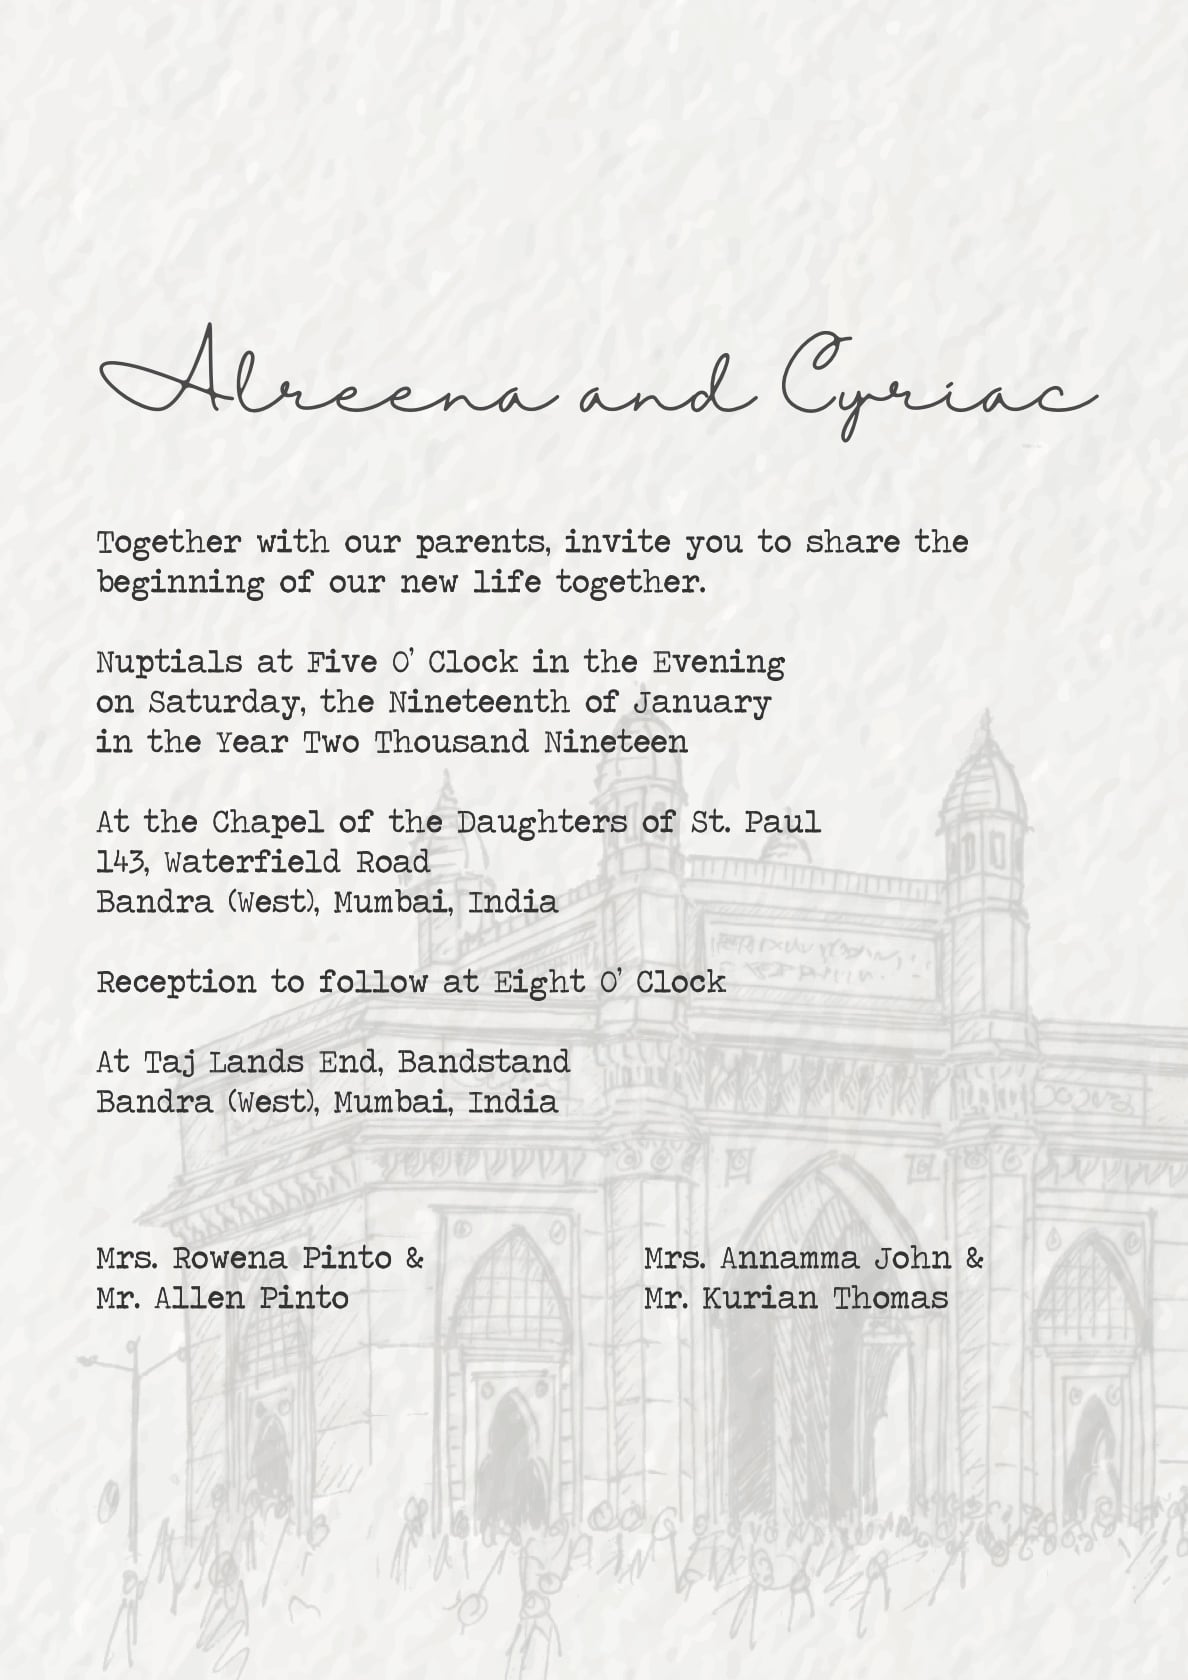 Alreena and Cyriac
Together with our parents, invite you to share the
beginning of our new life together.
Nuptials at Five O' Clock in the Evening
on Saturday, the Nineteenth of January
in the Year Two Thousand Nineteen
At the Chapel of the Daughters of St. Paul
143, Waterfield Road
Bandra (West), Mumbai, India
Reception to follow at Eight O' Clock
At Taj Lands End, Bandstand
Bandra (West), Mumbai, India
Mrs. Rowena Pinto &
Mr. Allen Pinto
Mrs. Annamma John &
Mr. Kurian Thomas